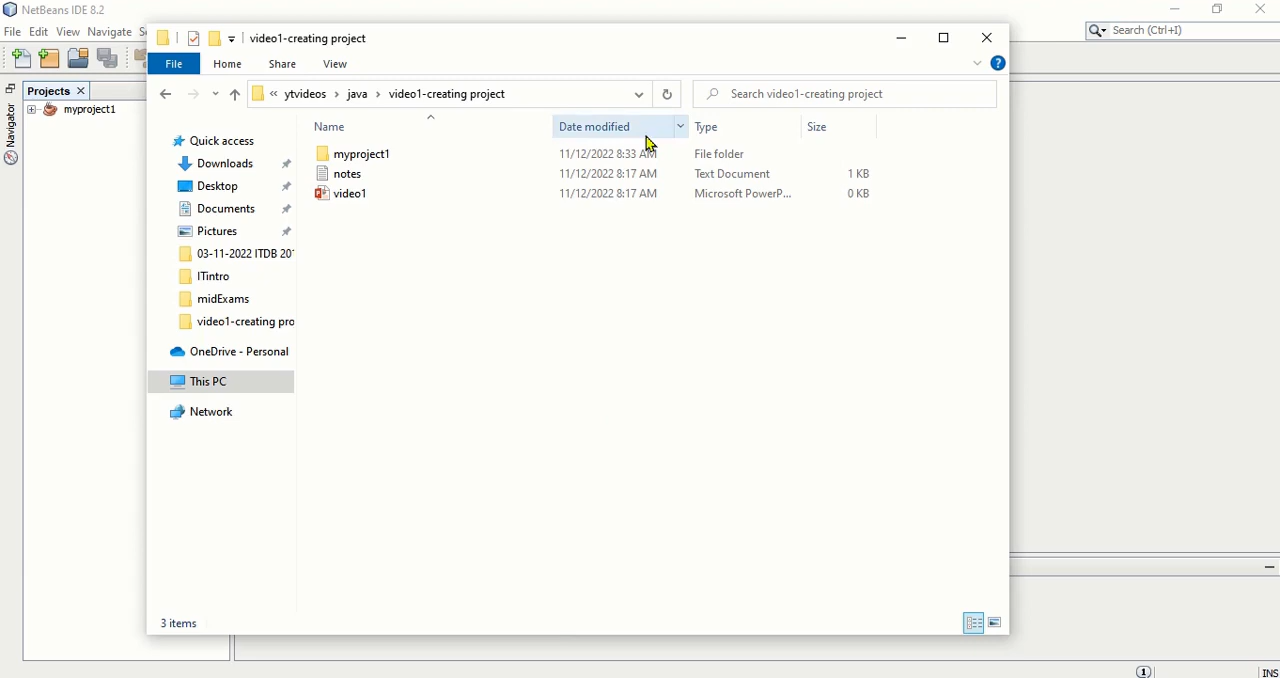 NetBeans IDE 8.2
File Edit View Navigate S
Search (Ctrl+I)
video1-creating project
File Home Share View
Projects
Navigator
myproject1
« ytvideos › java › video1-creating project
Search video1-creating project
Name Date modified Type Size
Quick access
Downloads
Desktop
Documents
Pictures
03-11-2022 ITDB 201
ITintro
midExams
video1-creating pro
OneDrive - Personal
This PC
Network
myproject1 11/12/2022 8:33 AM File folder
notes 11/12/2022 8:17 AM Text Document 1 KB
video1 11/12/2022 8:17 AM Microsoft PowerP... 0 KB
3 items
1 INS